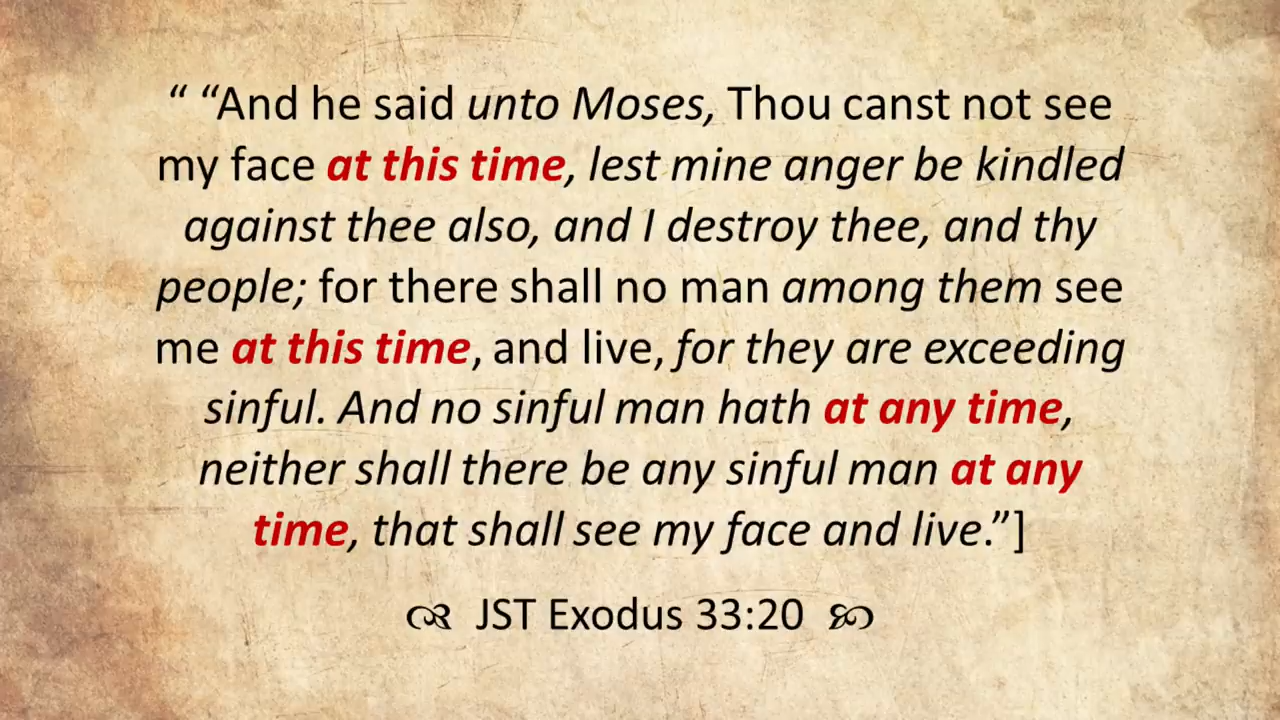 “ “And he said unto Moses, Thou canst not see
my face at this time, lest mine anger be kindled
against thee also, and I destroy thee, and thy
people; for there shall no man among them see
me at this time, and live, for they are exceeding
sinful. And no sinful man hath at any time,
neither shall there be any sinful man at any
time, that shall see my face and live.”]
JST Exodus 33:20